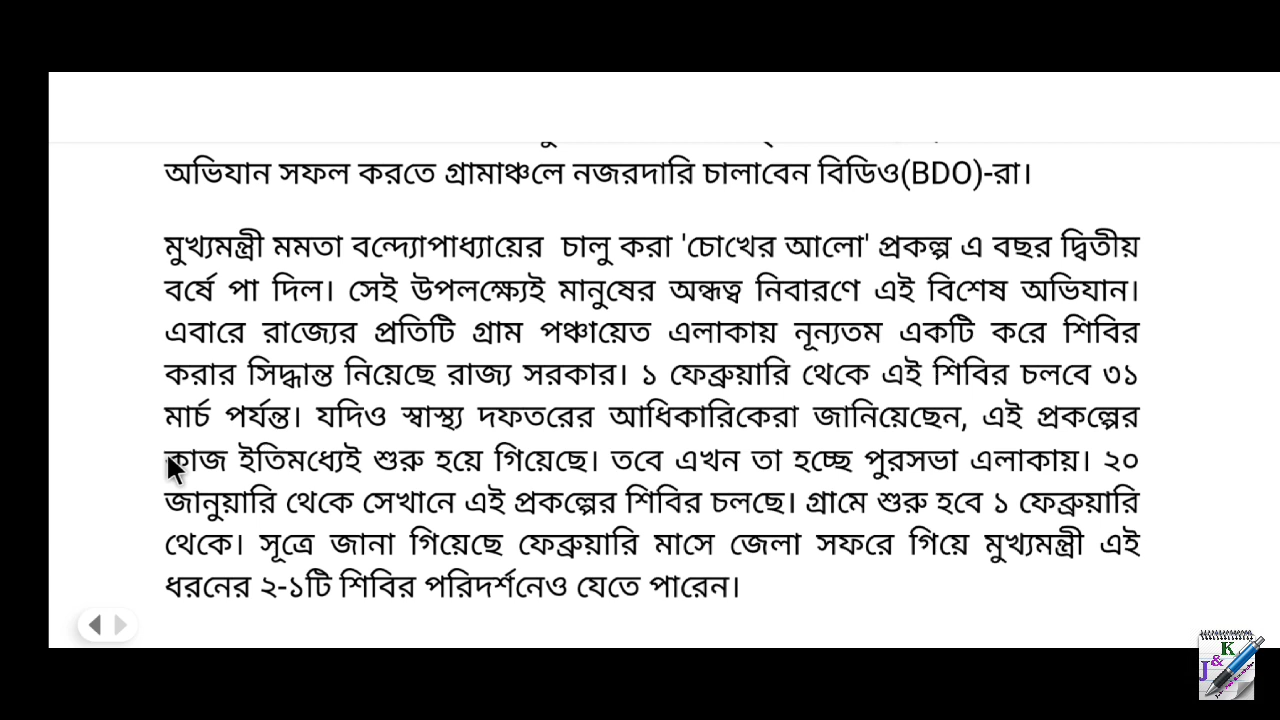 অভিযান সফল করতে গ্রামাঞ্চলে নজরদারি চালাবেন বিডিও(BDO)-রা।
মুখ্যমন্ত্রী মমতা বন্দ্যোপাধ্যায়ের চালু করা 'চোখের আলো' প্রকল্প এ বছর দ্বিতীয়
বর্ষে পা দিল। সেই উপলক্ষ্যেই মানুষের অন্ধত্ব নিবারণে এই বিশেষ অভিযান।
এবারে রাজ্যের প্রতিটি গ্রাম পঞ্চায়েত এলাকায় নূন্যতম একটি করে শিবির
করার সিদ্ধান্ত নিয়েছে রাজ্য সরকার। ১ ফেব্রুয়ারি থেকে এই শিবির চলবে ৩১
মার্চ পর্যন্ত। যদিও স্বাস্থ্য দফতরের আধিকারিকেরা জানিয়েছেন, এই প্রকল্পের
কাজ ইতিমধ্যেই শুরু হয়ে গিয়েছে। তবে এখন তা হচ্ছে পুরসভা এলাকায়। ২০
জানুয়ারি থেকে সেখানে এই প্রকল্পের শিবির চলছে। গ্রামে শুরু হবে ১ ফেব্রুয়ারি
থেকে। সূত্রে জানা গিয়েছে ফেব্রুয়ারি মাসে জেলা সফরে গিয়ে মুখ্যমন্ত্রী এই
ধরনের ২-১টি শিবির পরিদর্শনেও যেতে পারেন।
J&K